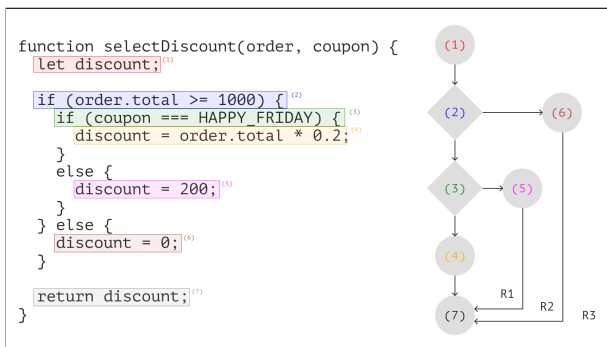 function selectDiscount(order, coupon) {
let discount; (1)
if (order.total >= 1000) { (2)
if (coupon === HAPPY_FRIDAY) { (3)
discount = order.total * 0.2; (4)
}
else {
discount = 200; (5)
}
} else {
discount = 0; (6)
}
return discount; (7)
}
(1)
(2)
(6)
(3)
(5)
(4)
(7)
R1
R2
R3